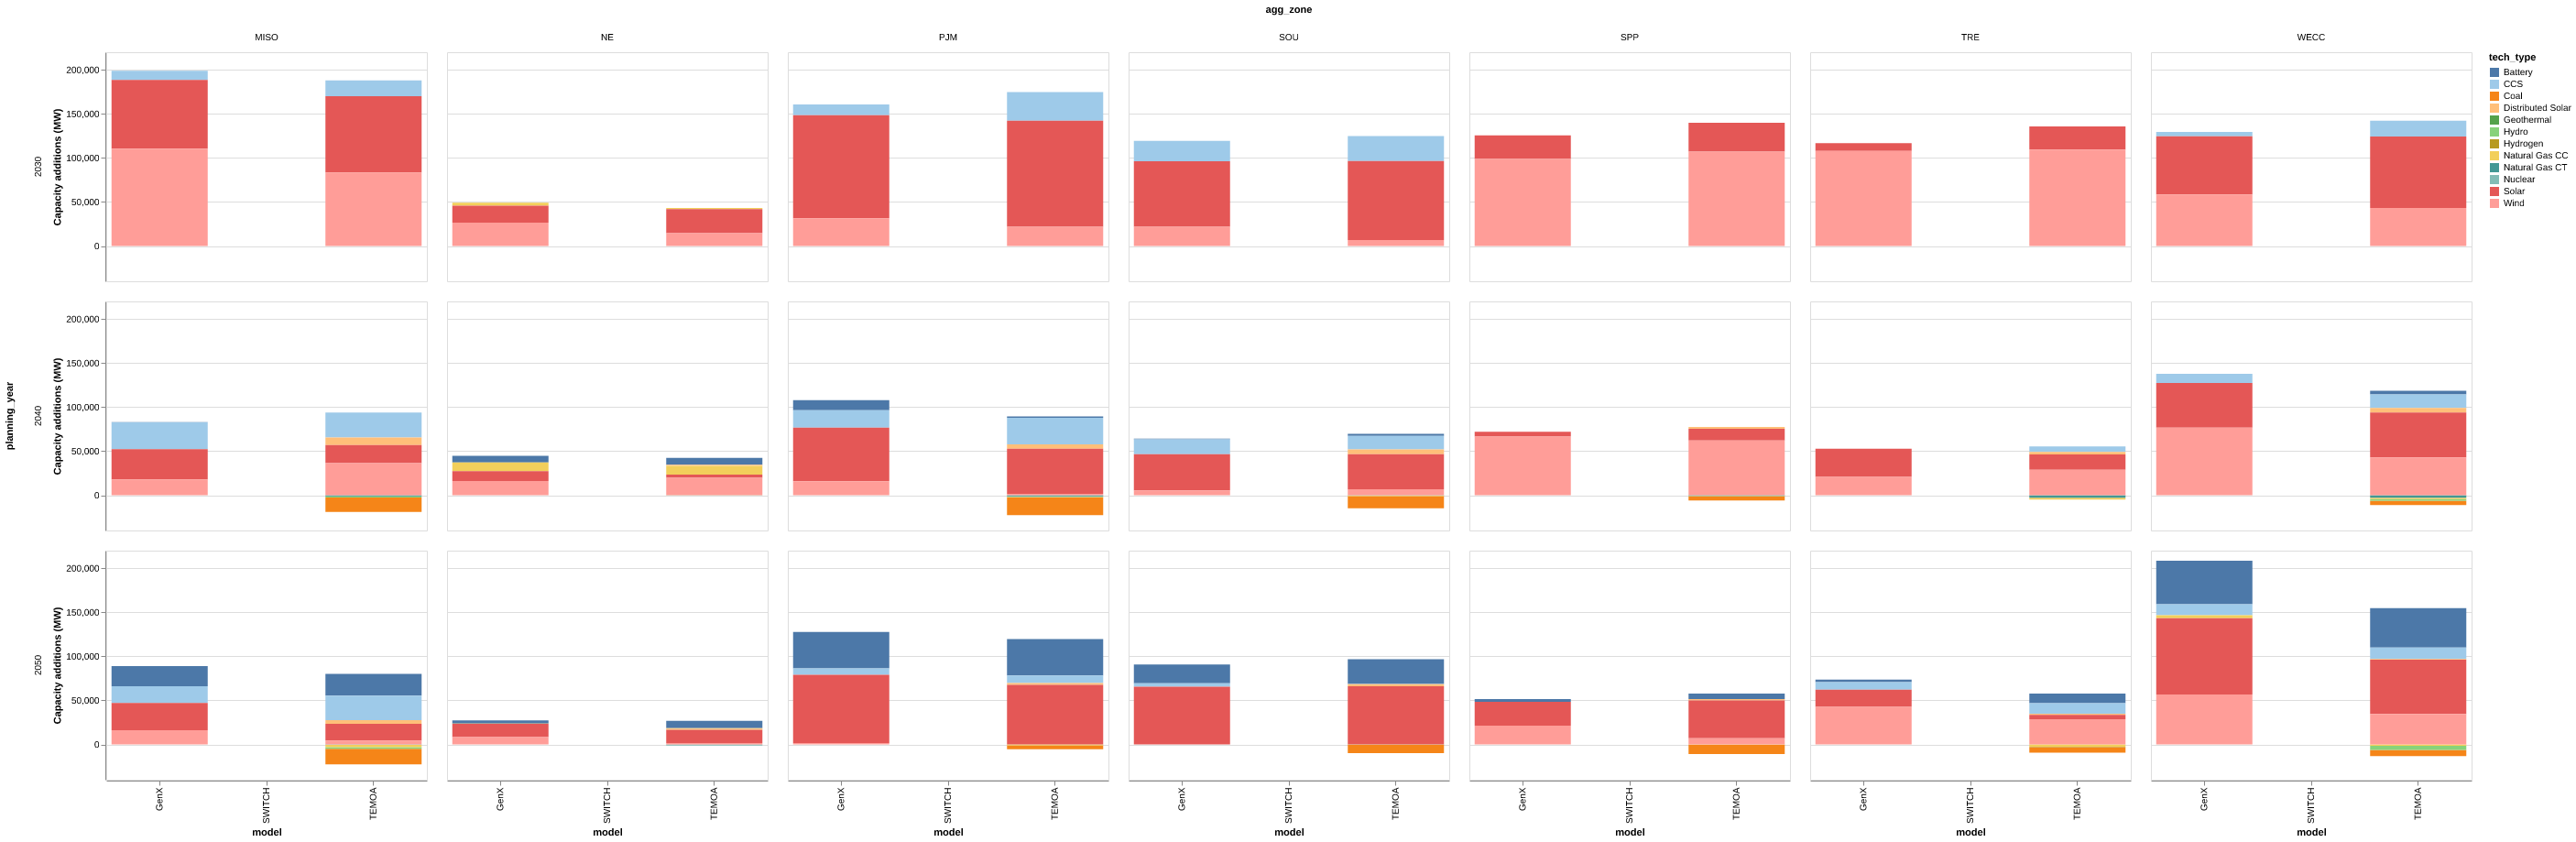 agg_zone
MISO NE PJM SOU SPP TRE WECC
planning_year
2030
Capacity additions (MW)
200,000
150,000
100,000
50,000
0
2040
Capacity additions (MW)
200,000
150,000
100,000
50,000
0
2050
Capacity additions (MW)
200,000
150,000
100,000
50,000
0
GenX SWITCH TEMOA GenX SWITCH TEMOA GenX SWITCH TEMOA GenX SWITCH TEMOA GenX SWITCH TEMOA GenX SWITCH TEMOA GenX SWITCH TEMOA
model model model model model model model
tech_type
Battery
CCS
Coal
Distributed Solar
Geothermal
Hydro
Hydrogen
Natural Gas CC
Natural Gas CT
Nuclear
Solar
Wind